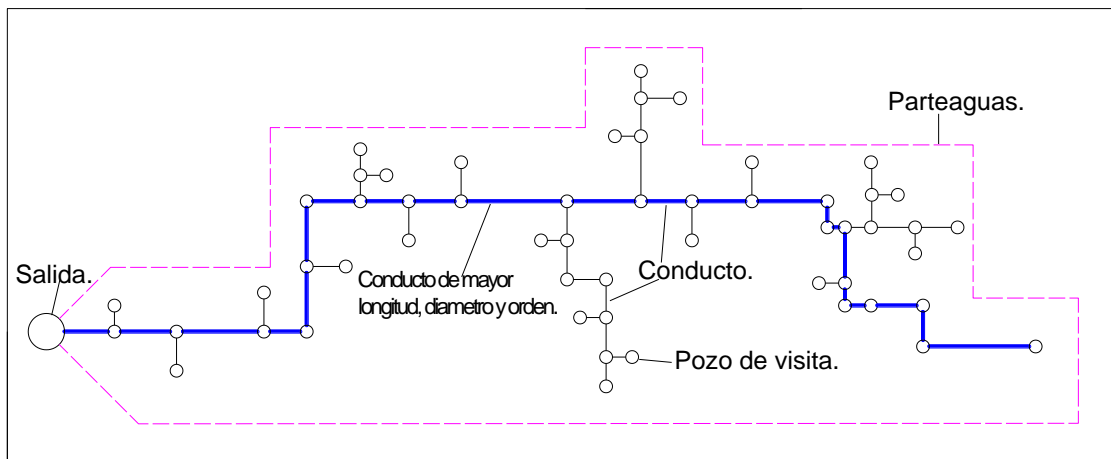 Parteaguas.
Salida.
Conducto de mayor
longitud, diametro y orden.
Conducto.
Pozo de visita.